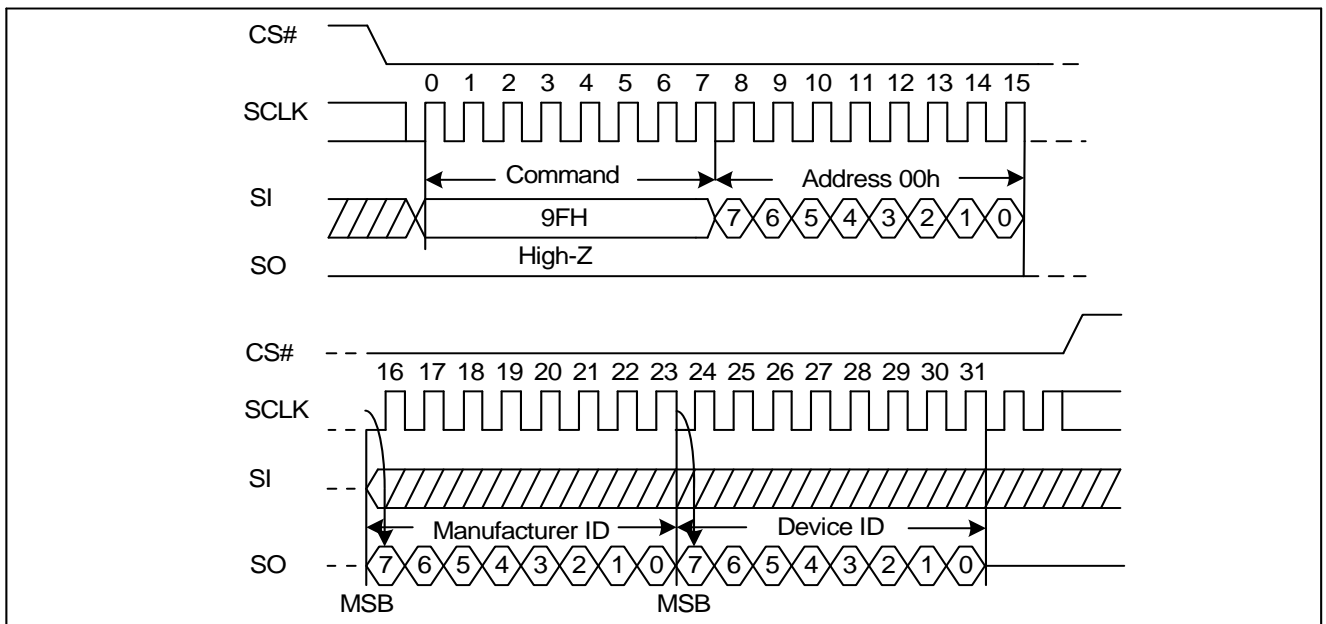 CS#
0 1 2 3 4 5 6 7 8 9 10 11 12 13 14 15
SCLK
Command Address 00h
SI
9FH 7 6 5 4 3 2 1 0
High-Z
SO
CS#
16 17 18 19 20 21 22 23 24 25 26 27 28 29 30 31
SCLK
SI
Manufacturer ID Device ID
SO 7 6 5 4 3 2 1 0 7 6 5 4 3 2 1 0
MSB MSB